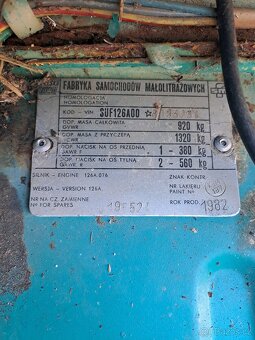 FABRYKA SAMOCHODÓW MAŁOLITRAŻOWYCH
HOMOLOGACJA
HOMOLOGATION
KOD - VIN SUF126A00
DOP. MASA CAŁKOWITA
GVWR 920 kg
DOP. MASA Z PRZYCZEPĄ
GCWR 1320 kg
DOP. NACISK NA OŚ PRZEDNIĄ
GAWR F 1 - 380 kg
DOP. NACISK NA OŚ TYLNĄ
GAWR R 2 - 560 kg
SILNIK - ENGINE 126A.076 ZNAK KONTR.
WERSJA - VERSION 126A NR LAKIERU
PAINT Nº
NR NA CZ. ZAMIENNE
Nº FOR SPARES ROK PROD. 1982